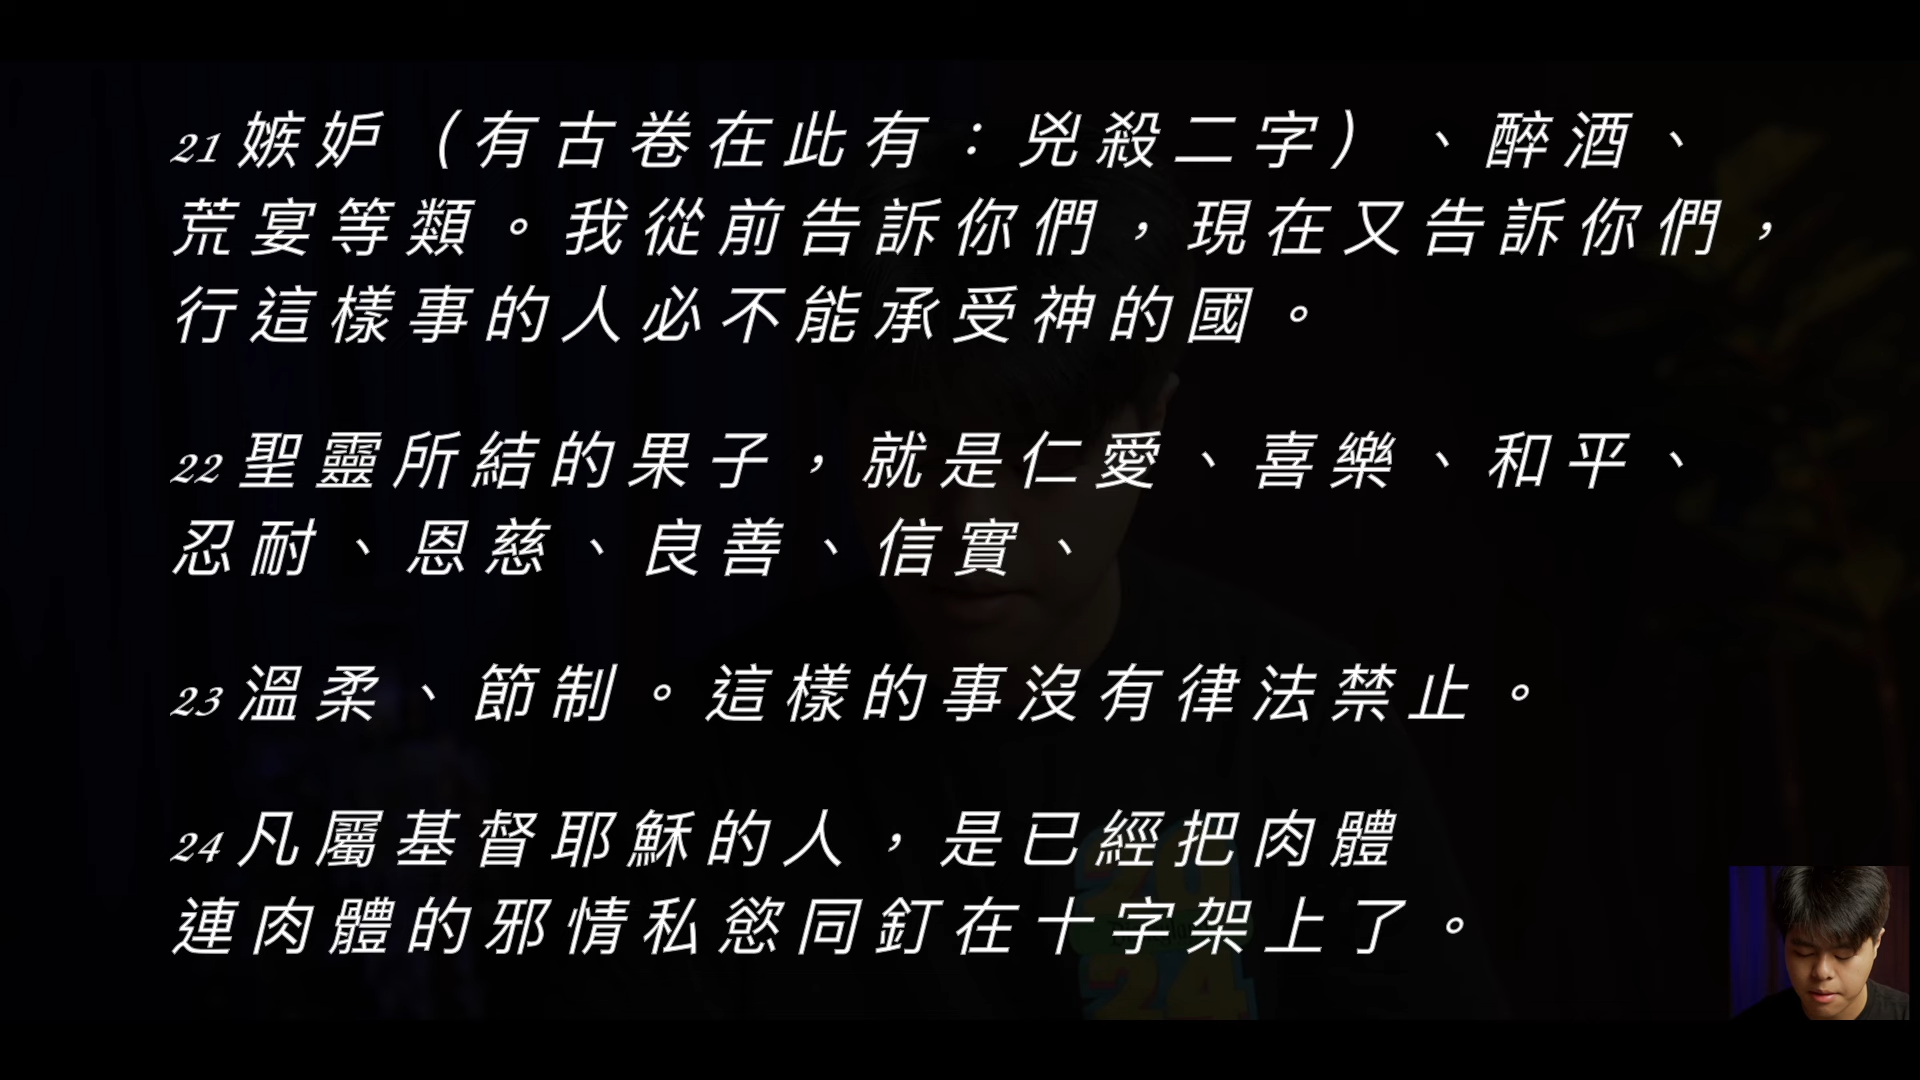 21 嫉妒（有古卷在此有：兇殺二字）、醉酒、
荒宴等類。我從前告訴你們，現在又告訴你們，
行這樣事的人必不能承受神的國。
22 聖靈所結的果子，就是仁愛、喜樂、和平、
忍耐、恩慈、良善、信實、
23 溫柔、節制。這樣的事沒有律法禁止。
24 凡屬基督耶穌的人，是已經把肉體
連肉體的邪情私慾同釘在十字架上了。
20
24